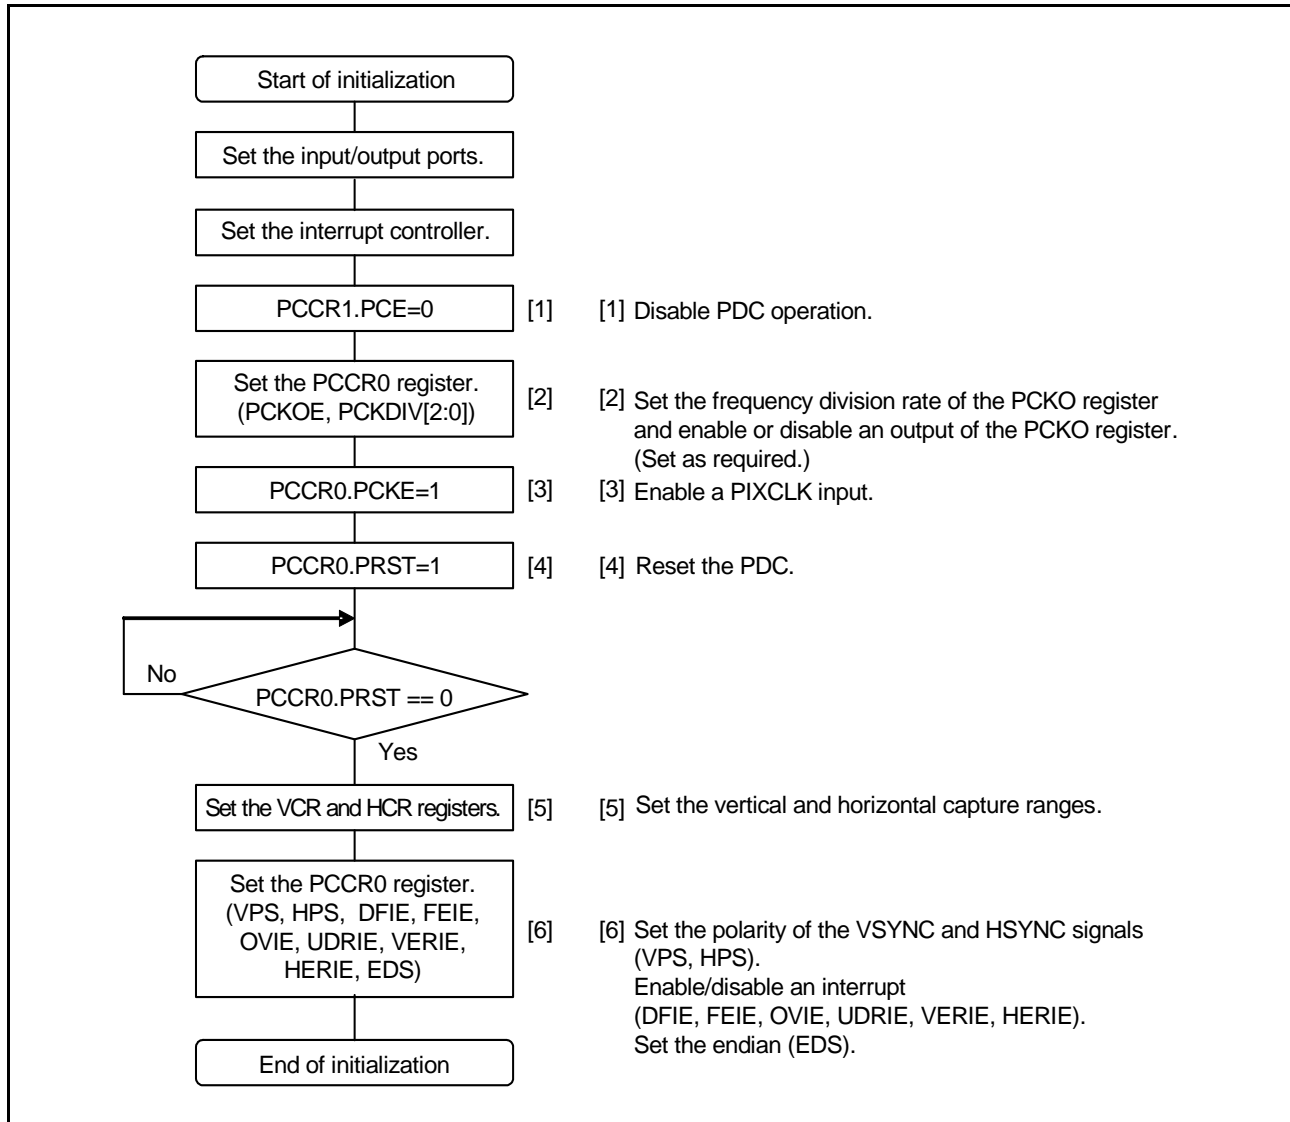 Start of initialization
Set the input/output ports.
Set the interrupt controller.
PCCR1.PCE=0 [1] [1] Disable PDC operation.
Set the PCCR0 register.
(PCKOE, PCKDIV[2:0])
[2] [2] Set the frequency division rate of the PCKO register
and enable or disable an output of the PCKO register.
(Set as required.)
PCCR0.PCKE=1 [3] [3] Enable a PIXCLK input.
PCCR0.PRST=1 [4] [4] Reset the PDC.
No
PCCR0.PRST == 0
Yes
Set the VCR and HCR registers. [5] [5] Set the vertical and horizontal capture ranges.
Set the PCCR0 register.
(VPS, HPS, DFIE, FEIE,
OVIE, UDRIE, VERIE,
HERIE, EDS)
[6] [6] Set the polarity of the VSYNC and HSYNC signals
(VPS, HPS).
Enable/disable an interrupt
(DFIE, FEIE, OVIE, UDRIE, VERIE, HERIE).
Set the endian (EDS).
End of initialization